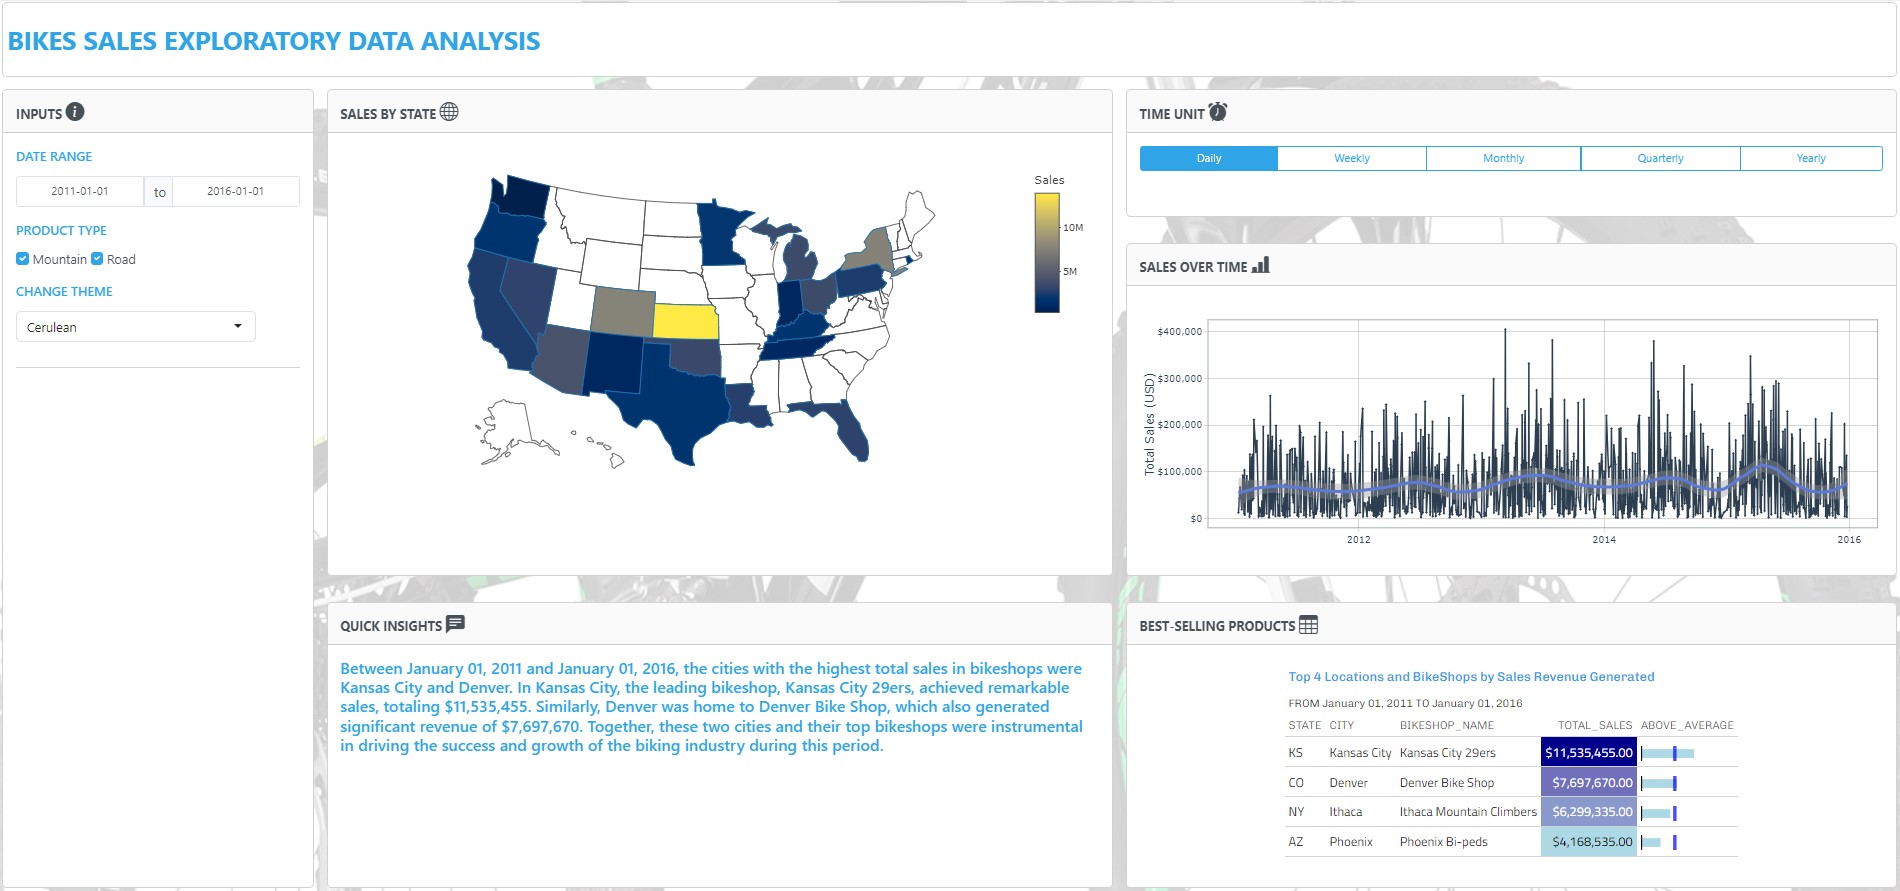 BIKES SALES EXPLORATORY DATA ANALYSIS
INPUTS
DATE RANGE
2011-01-01 to 2016-01-01
PRODUCT TYPE
Mountain Road
CHANGE THEME
Cerulean
SALES BY STATE
Sales
10M
5M
TIME UNIT
Daily Weekly Monthly Quarterly Yearly
SALES OVER TIME
Total Sales (USD)
$400,000
$300,000
$200,000
$100,000
$0
2012 2014 2016
QUICK INSIGHTS
Between January 01, 2011 and January 01, 2016, the cities with the highest total sales in bikeshops were
Kansas City and Denver. In Kansas City, the leading bikeshop, Kansas City 29ers, achieved remarkable
sales, totaling $11,535,455. Similarly, Denver was home to Denver Bike Shop, which also generated
significant revenue of $7,697,670. Together, these two cities and their top bikeshops were instrumental
in driving the success and growth of the biking industry during this period.
BEST-SELLING PRODUCTS
Top 4 Locations and BikeShops by Sales Revenue Generated
FROM January 01, 2011 TO January 01, 2016
STATE CITY BIKESHOP_NAME TOTAL_SALES ABOVE_AVERAGE
KS Kansas City Kansas City 29ers $11,535,455.00
CO Denver Denver Bike Shop $7,697,670.00
NY Ithaca Ithaca Mountain Climbers $6,299,335.00
AZ Phoenix Phoenix Bi-peds $4,168,535.00